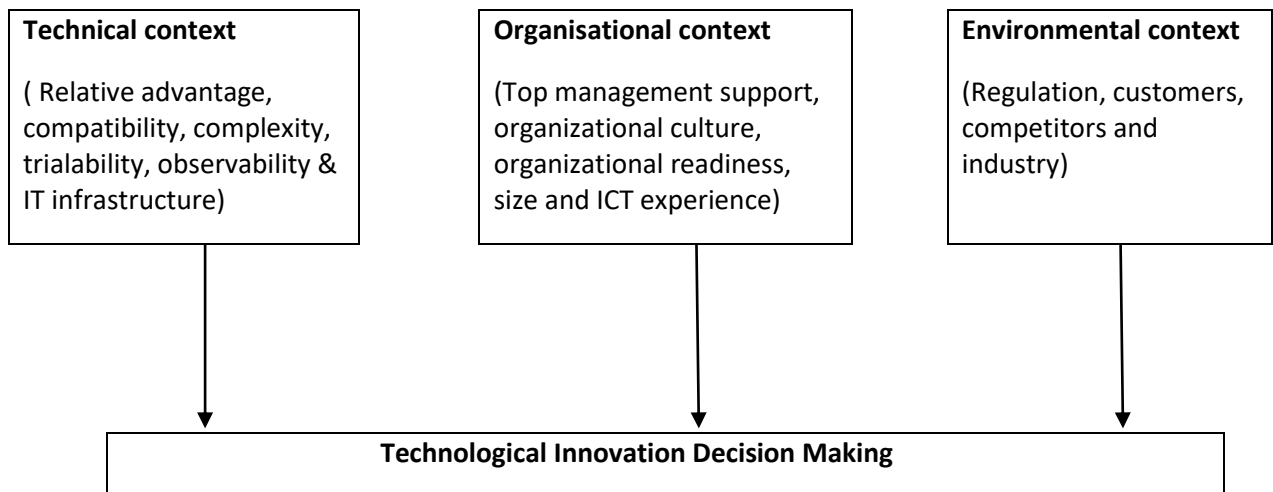 Technical context
( Relative advantage,
compatibility, complexity,
trialability, observability &
IT infrastructure)
Organisational context
(Top management support,
organizational culture,
organizational readiness,
size and ICT experience)
Environmental context
(Regulation, customers,
competitors and
industry)
Technological Innovation Decision Making